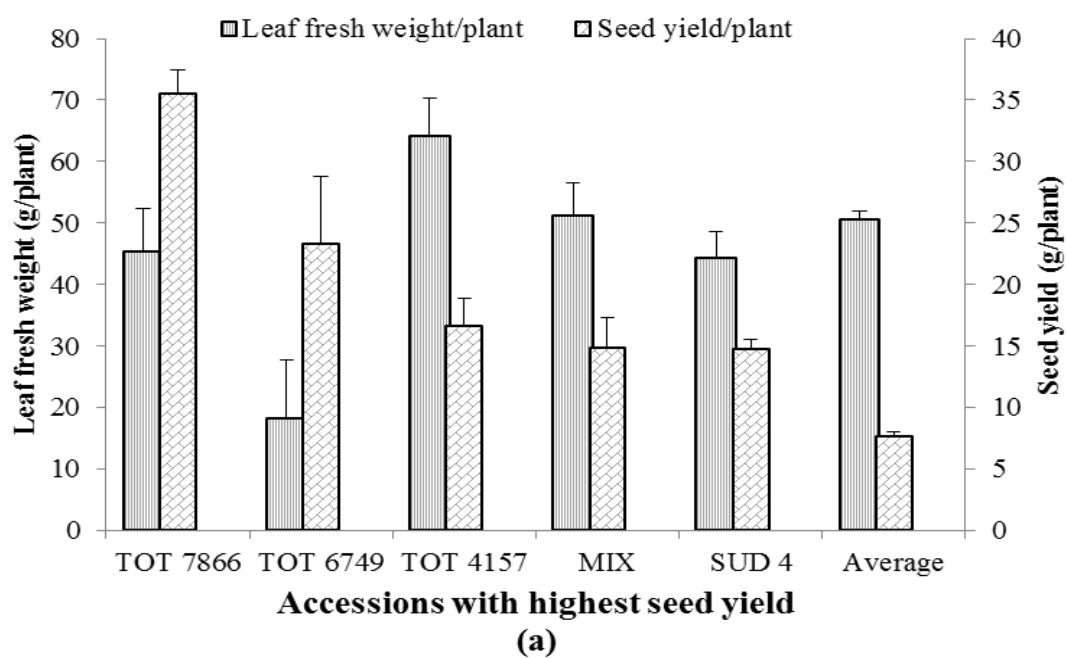 Leaf fresh weight/plant Seed yield/plant
80 40
70 35
60 30
50 25
40 20
30 15
20 10
10 5
0 0
Leaf fresh weight (g/plant)
Seed yield (g/plant)
TOT 7866 TOT 6749 TOT 4157 MIX SUD 4 Average
Accessions with highest seed yield
(a)